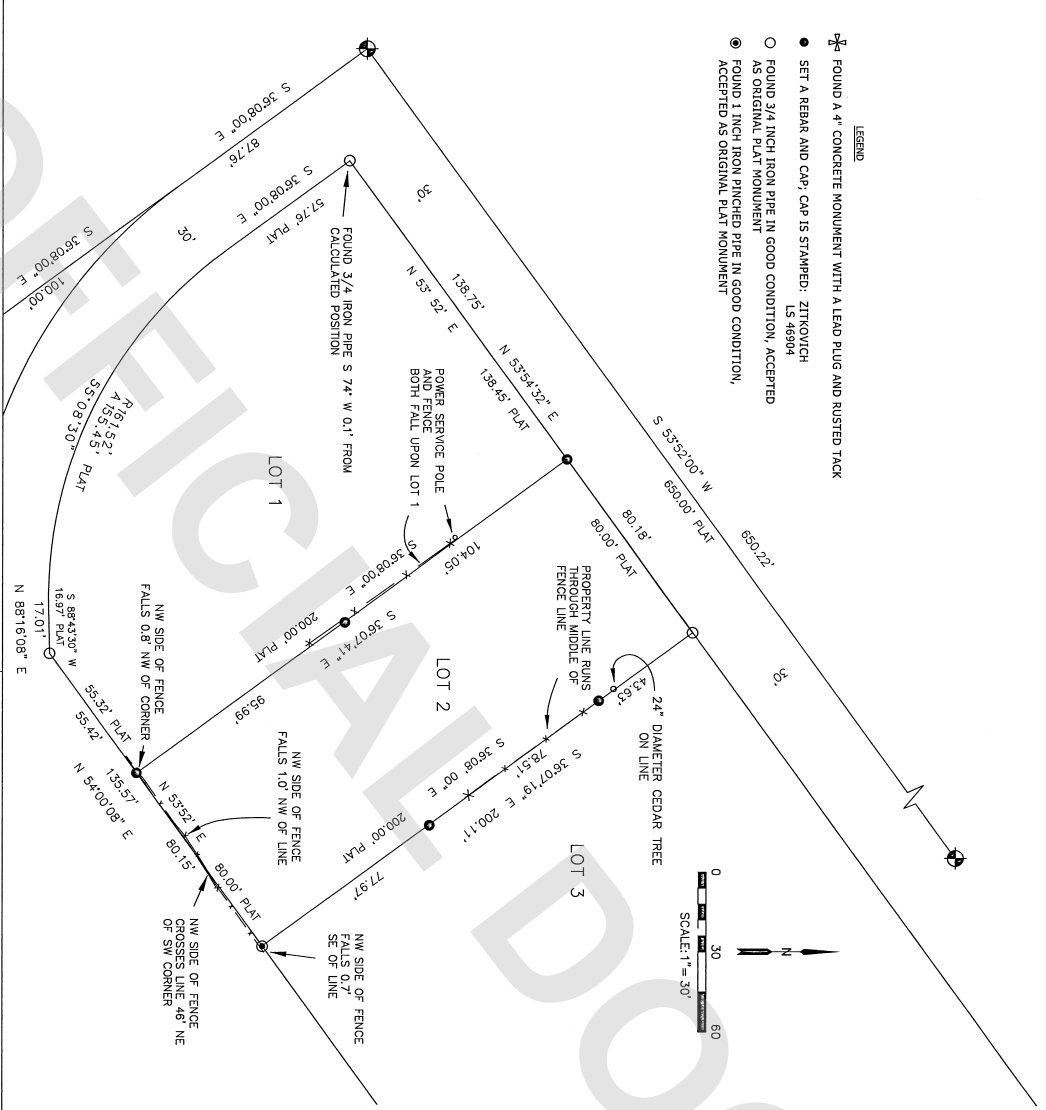 LEGEND
FOUND A 4" CONCRETE MONUMENT WITH A LEAD PLUG AND RUSTED TACK
SET A REBAR AND CAP; CAP IS STAMPED: ZITKOVICH
LS 46904
FOUND 3/4 INCH IRON PIPE IN GOOD CONDITION, ACCEPTED
AS ORIGINAL PLAT MONUMENT
FOUND 1 INCH IRON PINCHED PIPE IN GOOD CONDITION,
ACCEPTED AS ORIGINAL PLAT MONUMENT
S 53°52'00" W
650.00' PLAT
650.22'
30'
30'
S 36°08'00" E
87.76'
S 36°08'00" E
57.76' PLAT
30'
S 36°08'00" E
100.00'
FOUND 3/4 IRON PIPE S 74° W 0.1' FROM
CALCULATED POSITION
138.75'
N 53° 52' E
N 53°54'32" E
138.45' PLAT
80.18'
80.00' PLAT
POWER SERVICE POLE
AND FENCE
BOTH FALL UPON LOT 1
PROPERTY LINE RUNS
THROUGH MIDDLE OF
FENCE LINE
24" DIAMETER CEDAR TREE
ON LINE
43.63'
104.05'
S 36°08'00" E
200.00' PLAT
S 36°07'41" E
95.99'
78.51'
S 36°08' 00" E
S 36°07'19" E 200.11'
200.00' PLAT
77.97'
LOT 1
LOT 2
LOT 3
R 161.52'
A 155.45'
55°08'30" PLAT
S 88°43'30" W
16.97' PLAT
17.01'
N 88°16'08" E
55.32' PLAT
55.42'
135.57'
N 54°00'08" E
N 53°52' E
80.15'
80.00' PLAT
NW SIDE OF FENCE
FALLS 0.8' NW OF CORNER
NW SIDE OF FENCE
FALLS 1.0' NW OF LINE
NW SIDE OF FENCE
CROSSES LINE 46' NE
OF SW CORNER
NW SIDE OF FENCE
FALLS 0.7'
SE OF LINE
N
0 30 60
SCALE: 1" = 30'
OFFICIAL DO